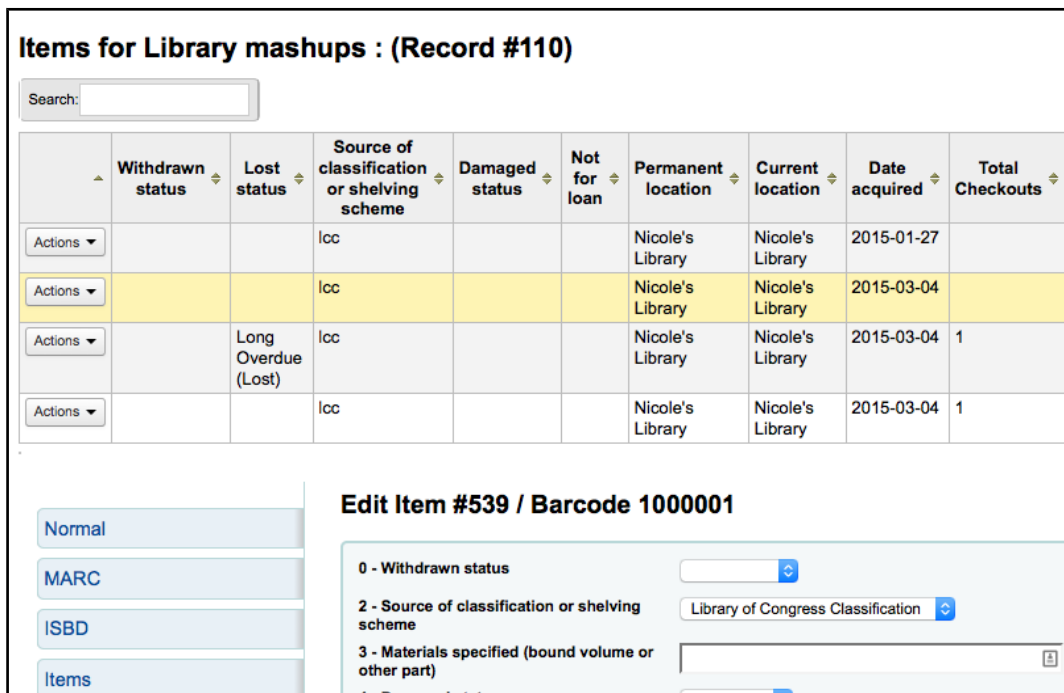 Items for Library mashups : (Record #110)
Search:
Withdrawn status
Lost status
Source of classification or shelving scheme
Damaged status
Not for loan
Permanent location
Current location
Date acquired
Total Checkouts
Actions lcc Nicole's Library Nicole's Library 2015-01-27
Actions lcc Nicole's Library Nicole's Library 2015-03-04
Actions Long Overdue (Lost) lcc Nicole's Library Nicole's Library 2015-03-04 1
Actions lcc Nicole's Library Nicole's Library 2015-03-04 1
Normal
MARC
ISBD
Items
Edit Item #539 / Barcode 1000001
0 - Withdrawn status
2 - Source of classification or shelving scheme
Library of Congress Classification
3 - Materials specified (bound volume or other part)